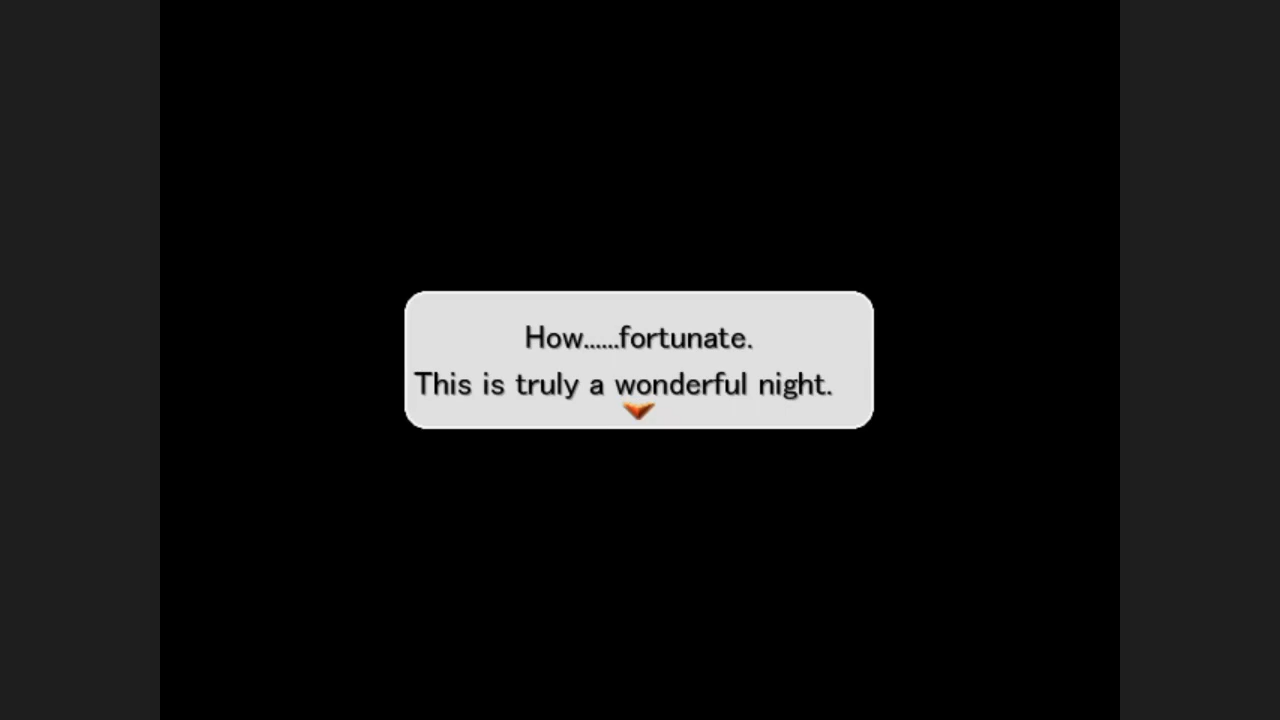 How......fortunate.
This is truly a wonderful night.